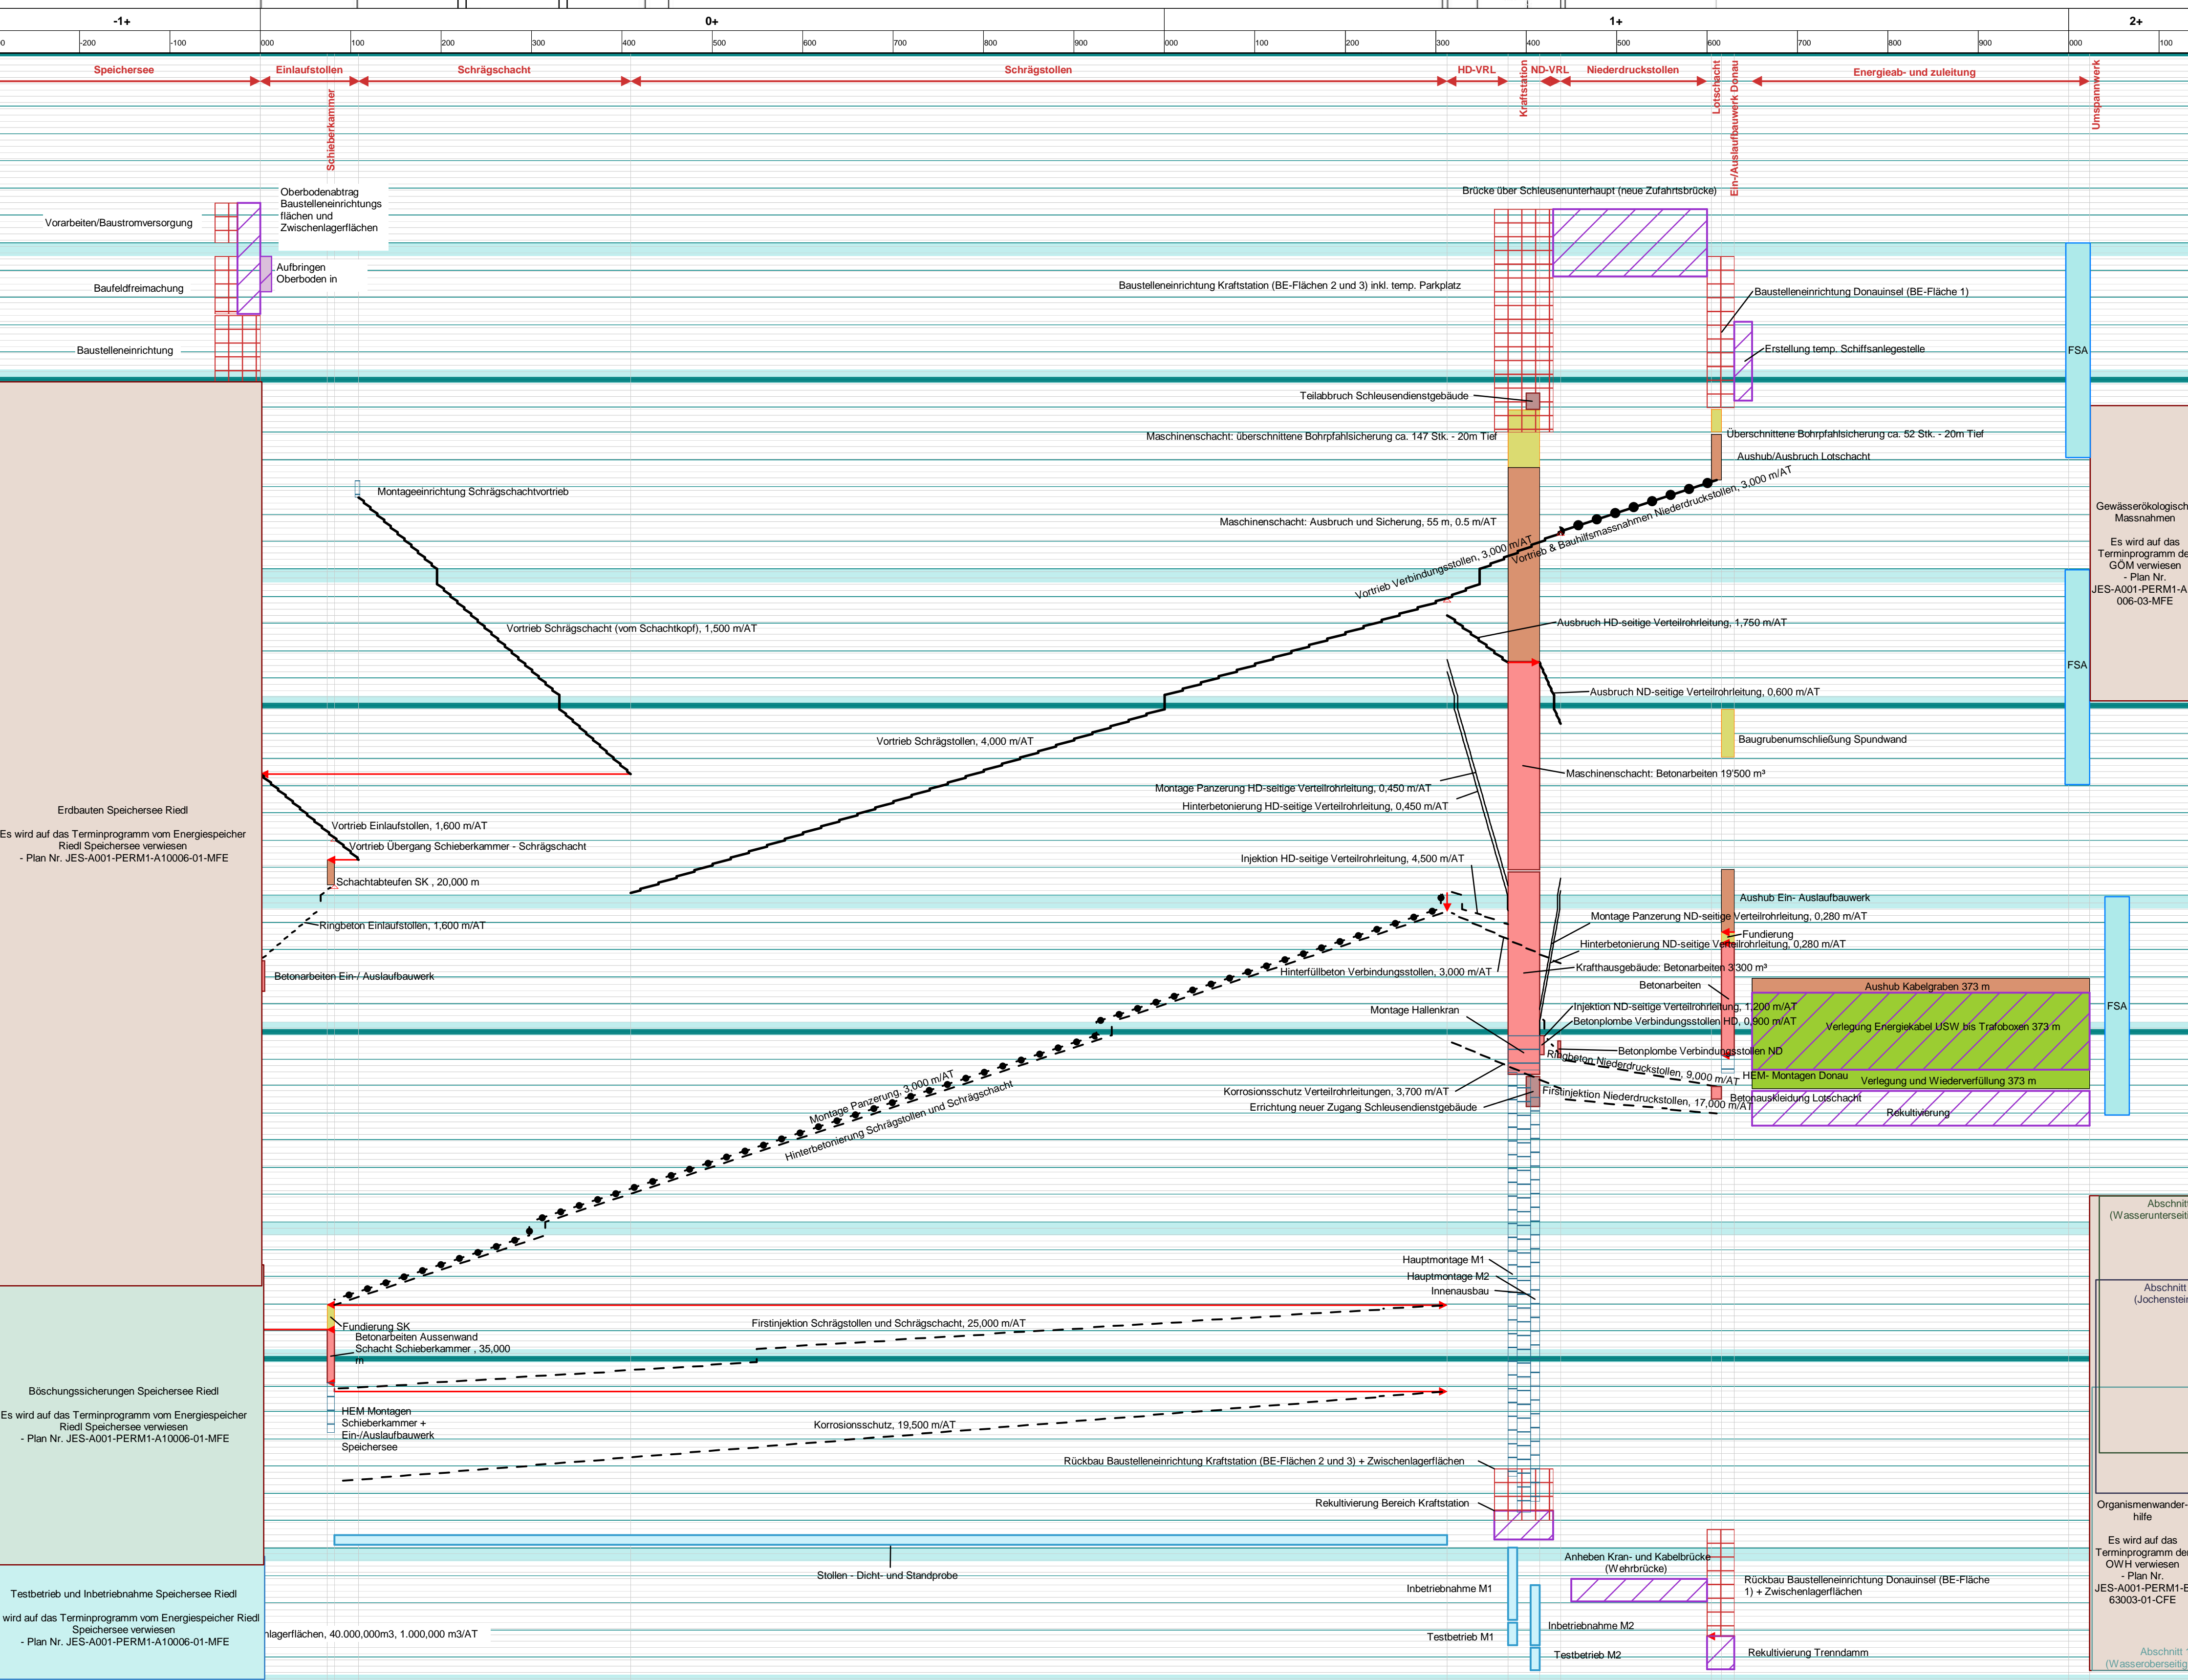 -1+ 0+ 1+ 2+
00 -200 -100 000 100 200 300 400 500 600 700 800 900 000 100 200 300 400 500 600 700 800 900 000 100
Speichersee Einlaufstollen Schrägschacht Schrägstollen HD-VRL ND-VRL Niederdruckstollen Energieab- und zuleitung
Schieberkammer
Kraftstation
Lotschacht
Ein-/Auslaufbauwerk Donau
Umspannwerk
Oberbodenabtrag
Baustelleneinrichtungs
flächen und
Zwischenlagerflächen
Vorarbeiten/Baustromversorgung
Aufbringen
Oberboden in
Baufeldfreimachung
Baustelleneinrichtung
Brücke über Schleusenunterhaupt (neue Zufahrtsbrücke)
Baustelleneinrichtung Kraftstation (BE-Flächen 2 und 3) inkl. temp. Parkplatz
Baustelleneinrichtung Donauinsel (BE-Fläche 1)
Erstellung temp. Schiffsanlegestelle
FSA
Teilabbruch Schleusendienstgebäude
Maschinenschacht: überschnittene Bohrpfahlsicherung ca. 147 Stk. - 20m Tief
Überschnittene Bohrpfahlsicherung ca. 52 Stk. - 20m Tief
Aushub/Ausbruch Lotschacht
Montageeinrichtung Schrägschachtvortrieb
Maschinenschacht: Ausbruch und Sicherung, 55 m, 0.5 m/AT
Vortrieb & Bauhilfsmassnahmen Niederdruckstollen, 3,000 m/AT
Vortrieb Verbindungsstollen, 3.000 m/AT
Gewässerökologisch
Massnahmen
Es wird auf das
Terminprogramm de
GÖM verwiesen
- Plan Nr.
JES-A001-PERM1-A
006-03-MFE
Vortrieb Schrägschacht (vom Schachtkopf), 1,500 m/AT
Ausbruch HD-seitige Verteilrohrleitung, 1,750 m/AT
FSA
Ausbruch ND-seitige Verteilrohrleitung, 0,600 m/AT
Vortrieb Schrägstollen, 4,000 m/AT
Baugrubenumschließung Spundwand
Maschinenschacht: Betonarbeiten 19'500 m³
Montage Panzerung HD-seitige Verteilrohrleitung, 0,450 m/AT
Hinterbetonierung HD-seitige Verteilrohrleitung, 0,450 m/AT
Erdbauten Speichersee Riedl
Es wird auf das Terminprogramm vom Energiespeicher
Riedl Speichersee verwiesen
- Plan Nr. JES-A001-PERM1-A10006-01-MFE
Vortrieb Einlaufstollen, 1,600 m/AT
Vortrieb Übergang Schieberkammer - Schrägschacht
Injektion HD-seitige Verteilrohrleitung, 4,500 m/AT
Schachtabteufen SK , 20,000 m
Aushub Ein- Auslaufbauwerk
Ringbeton Einlaufstollen, 1,600 m/AT
Montage Panzerung ND-seitige Verteilrohrleitung, 0,280 m/AT
Fundierung
Hinterbetonierung ND-seitige Verteilrohrleitung, 0,280 m/AT
Hinterfüllbeton Verbindungsstollen, 3,000 m/AT
Krafthausgebäude: Betonarbeiten 3'300 m³
Betonarbeiten Ein-/ Auslaufbauwerk
Betonarbeiten
Aushub Kabelgraben 373 m
FSA
Montage Hallenkran
Injektion ND-seitige Verteilrohrleitung, 1,200 m/AT
Betonplombe Verbindungsstollen HD, 0,900 m/AT
Verlegung Energiekabel USW bis Trafoboxen 373 m
Betonplombe Verbindungsstollen ND
Ringbeton Niederdruckstollen, 9,000 m/AT
HEM- Montagen Donau
Verlegung und Wiederverfüllung 373 m
Montage Panzerung, 3,000 m/AT
Hinterbetonierung Schrägstollen und Schrägschacht
Korrosionsschutz Verteilrohrleitungen, 3,700 m/AT
Errichtung neuer Zugang Schleusendienstgebäude
Firstinjektion Niederdruckstollen, 17,000 m/AT
Betonauskleidung Lotschacht
Rekultivierung
Abschnitt
(Wasserunterseiti
Hauptmontage M1
Hauptmontage M2
Innenausbau
Abschnitt
(Jochenstein
Fundierung SK
Firstinjektion Schrägstollen und Schrägschacht, 25,000 m/AT
Betonarbeiten Aussenwand
Schacht Schieberkammer , 35,000
m
Böschungssicherungen Speichersee Riedl
Es wird auf das Terminprogramm vom Energiespeicher
Riedl Speichersee verwiesen
- Plan Nr. JES-A001-PERM1-A10006-01-MFE
HEM Montagen
Schieberkammer +
Ein-/Auslaufbauwerk
Speichersee
Korrosionsschutz, 19,500 m/AT
Rückbau Baustelleneinrichtung Kraftstation (BE-Flächen 2 und 3) + Zwischenlagerflächen
Rekultivierung Bereich Kraftstation
Organismenwander-
hilfe
Es wird auf das
Terminprogramm der
OWH verwiesen
- Plan Nr.
JES-A001-PERM1-B
63003-01-CFE
Stollen - Dicht- und Standprobe
Anheben Kran- und Kabelbrücke
(Wehrbrücke)
Inbetriebnahme M1
Rückbau Baustelleneinrichtung Donauinsel (BE-Fläche
1) + Zwischenlagerflächen
Testbetrieb und Inbetriebnahme Speichersee Riedl
wird auf das Terminprogramm vom Energiespeicher Riedl
Speichersee verwiesen
- Plan Nr. JES-A001-PERM1-A10006-01-MFE
nlagerflächen, 40.000,000m3, 1.000,000 m3/AT
Inbetriebnahme M2
Testbetrieb M1
Testbetrieb M2
Rekultivierung Trenndamm
Abschnitt
(Wasseroberseitig